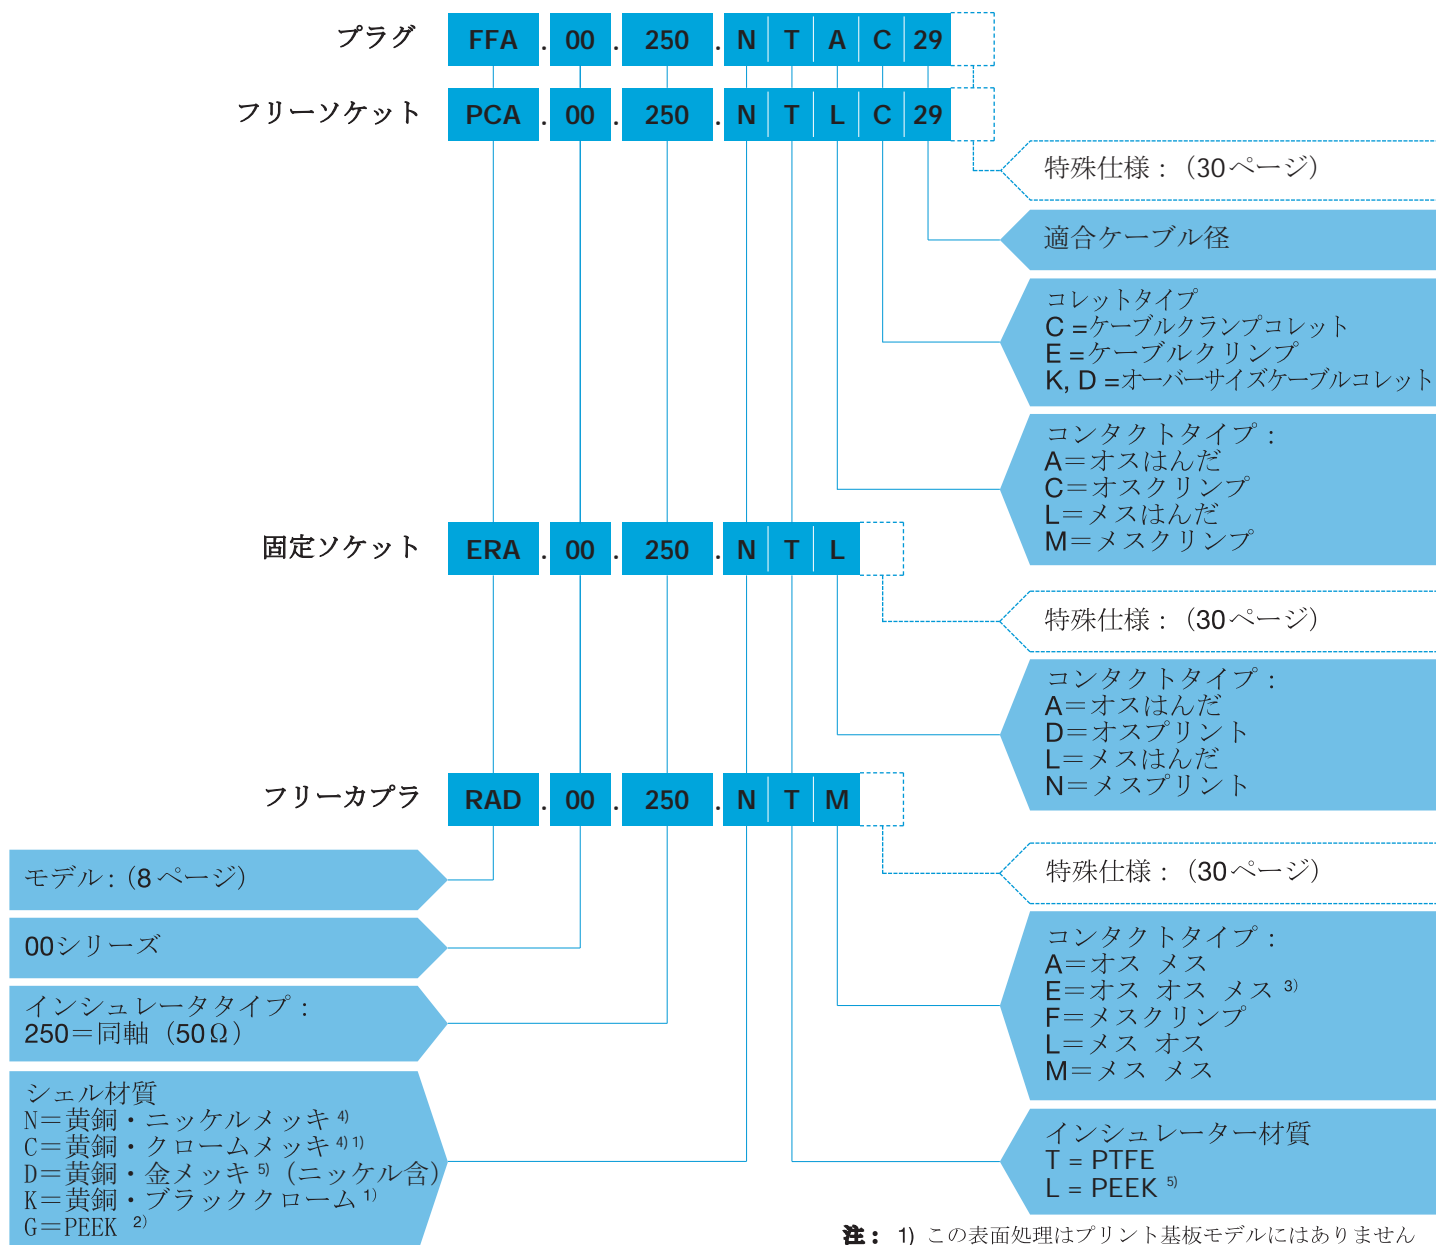 プラグ FFA . 00 . 250 . N T A C 29
フリーソケット PCA . 00 . 250 . N T L C 29
特殊仕様：（30ページ）
適合ケーブル径
コレットタイプ
C =ケーブルクランプコレット
E =ケーブルクリンプ
K, D =オーバーサイズケーブルコレット
コンタクトタイプ：
A＝オスはんだ
C＝オスクリンプ
L＝メスはんだ
M＝メスクリンプ
固定ソケット ERA . 00 . 250 . N T L
特殊仕様：（30ページ）
コンタクトタイプ：
A＝オスはんだ
D＝オスプリント
L＝メスはんだ
N＝メスプリント
フリーカプラ RAD . 00 . 250 . N T M
特殊仕様：（30ページ）
コンタクトタイプ：
A＝オス メス
E＝オス オス メス 3)
F＝メスクリンプ
L＝メス オス
M＝メス メス
インシュレーター材質
T = PTFE
L = PEEK 5)
モデル:（8ページ）
00シリーズ
インシュレータタイプ：
250＝同軸（50Ω）
シェル材質
N＝黄銅・ニッケルメッキ 4)
C＝黄銅・クロームメッキ 4) 1)
D＝黄銅・金メッキ 5)（ニッケル含）
K＝黄銅・ブラッククローム 1)
G＝PEEK 2)
注： 1) この表面処理はプリント基板モデルにはありません